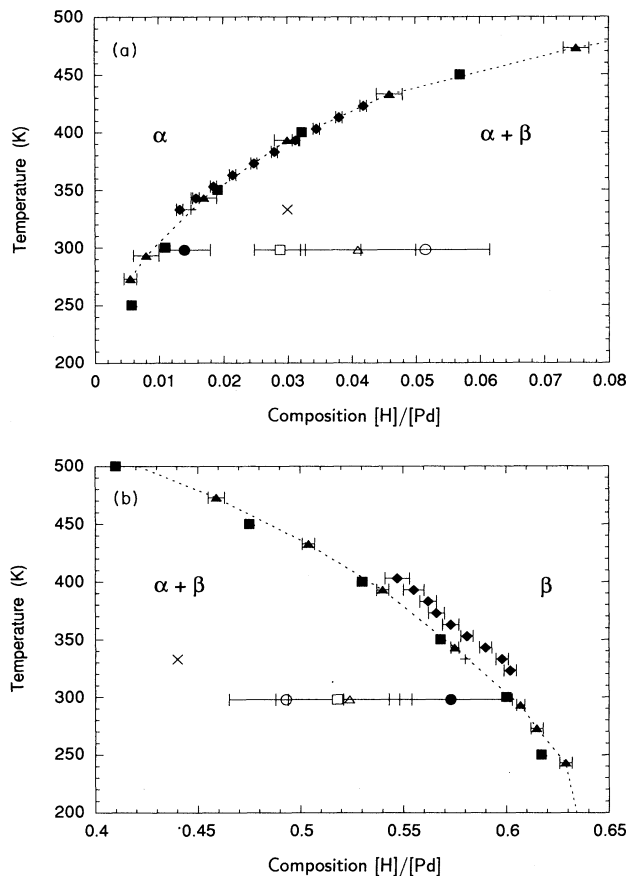 500
(a)
450
400
α
α + β
350
300
250
200
Temperature (K)
0 0.01 0.02 0.03 0.04 0.05 0.06 0.07 0.08
Composition [H]/[Pd]
500
(b)
450
400
α + β
β
350
300
250
200
Temperature (K)
0.4 0.45 0.5 0.55 0.6 0.65
Composition [H]/[Pd]